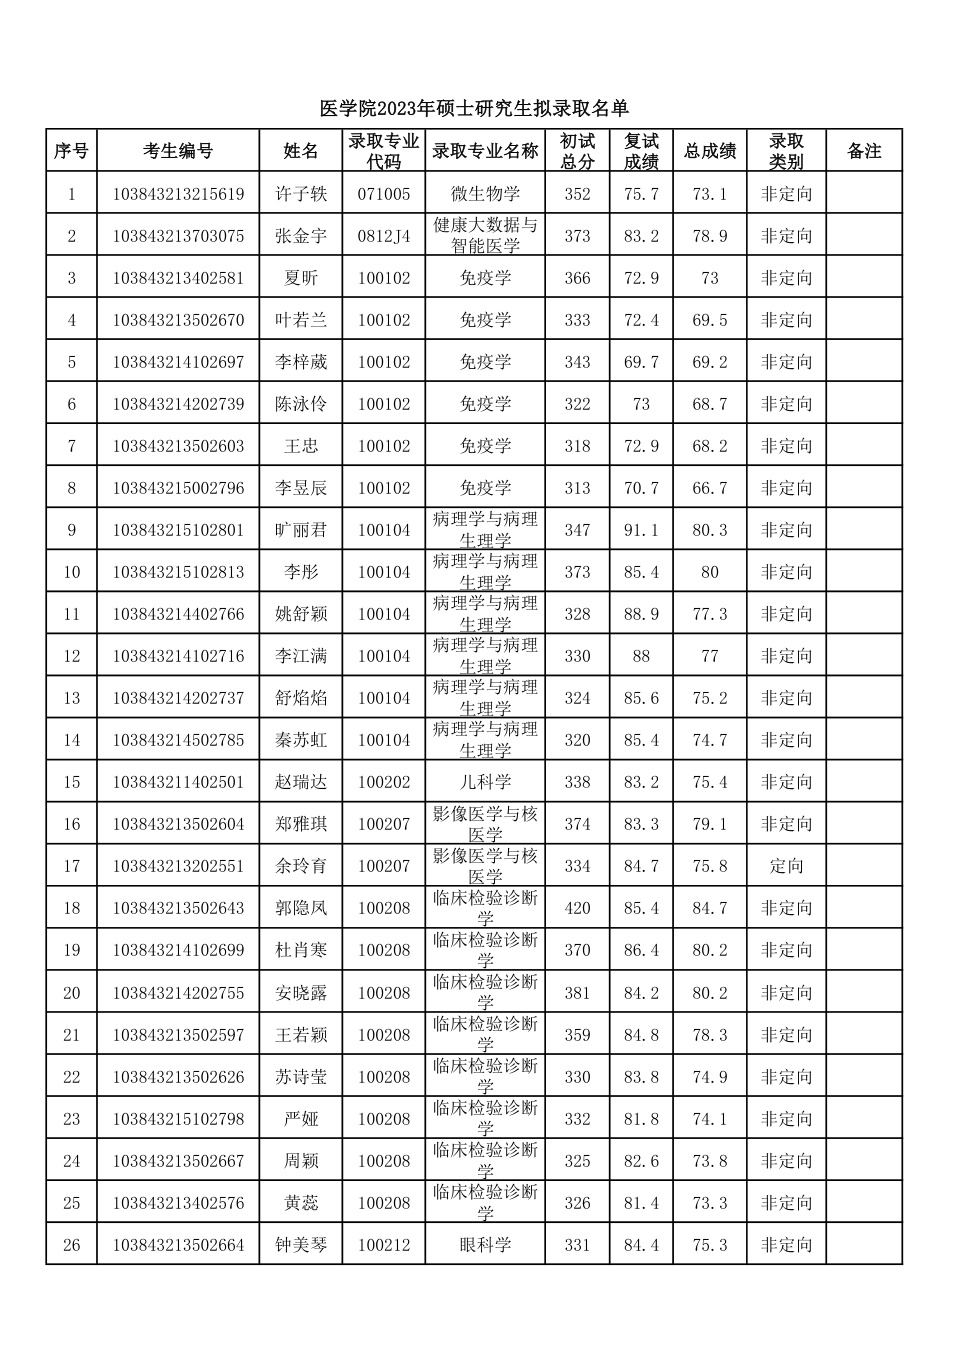 医学院2023年硕士研究生拟录取名单
序号 考生编号 姓名 录取专业代码 录取专业名称 初试总分 复试成绩 总成绩 录取类别 备注
1 103843213215619 许子轶 071005 微生物学 352 75.7 73.1 非定向
2 103843213703075 张金宇 0812J4 健康大数据与智能医学 373 83.2 78.9 非定向
3 103843213402581 夏昕 100102 免疫学 366 72.9 73 非定向
4 103843213502670 叶若兰 100102 免疫学 333 72.4 69.5 非定向
5 103843214102697 李梓葳 100102 免疫学 343 69.7 69.2 非定向
6 103843214202739 陈泳伶 100102 免疫学 322 73 68.7 非定向
7 103843213502603 王忠 100102 免疫学 318 72.9 68.2 非定向
8 103843215002796 李昱辰 100102 免疫学 313 70.7 66.7 非定向
9 103843215102801 旷丽君 100104 病理学与病理生理学 347 91.1 80.3 非定向
10 103843215102813 李彤 100104 病理学与病理生理学 373 85.4 80 非定向
11 103843214402766 姚舒颖 100104 病理学与病理生理学 328 88.9 77.3 非定向
12 103843214102716 李江满 100104 病理学与病理生理学 330 88 77 非定向
13 103843214202737 舒焰焰 100104 病理学与病理生理学 324 85.6 75.2 非定向
14 103843214502785 秦苏虹 100104 病理学与病理生理学 320 85.4 74.7 非定向
15 103843211402501 赵瑞达 100202 儿科学 338 83.2 75.4 非定向
16 103843213502604 郑雅琪 100207 影像医学与核医学 374 83.3 79.1 非定向
17 103843213202551 余玲育 100207 影像医学与核医学 334 84.7 75.8 定向
18 103843213502643 郭隐凤 100208 临床检验诊断学 420 85.4 84.7 非定向
19 103843214102699 杜肖寒 100208 临床检验诊断学 370 86.4 80.2 非定向
20 103843214202755 安晓露 100208 临床检验诊断学 381 84.2 80.2 非定向
21 103843213502597 王若颖 100208 临床检验诊断学 359 84.8 78.3 非定向
22 103843213502626 苏诗莹 100208 临床检验诊断学 330 83.8 74.9 非定向
23 103843215102798 严娅 100208 临床检验诊断学 332 81.8 74.1 非定向
24 103843213502667 周颖 100208 临床检验诊断学 325 82.6 73.8 非定向
25 103843213402576 黄蕊 100208 临床检验诊断学 326 81.4 73.3 非定向
26 103843213502664 钟美琴 100212 眼科学 331 84.4 75.3 非定向